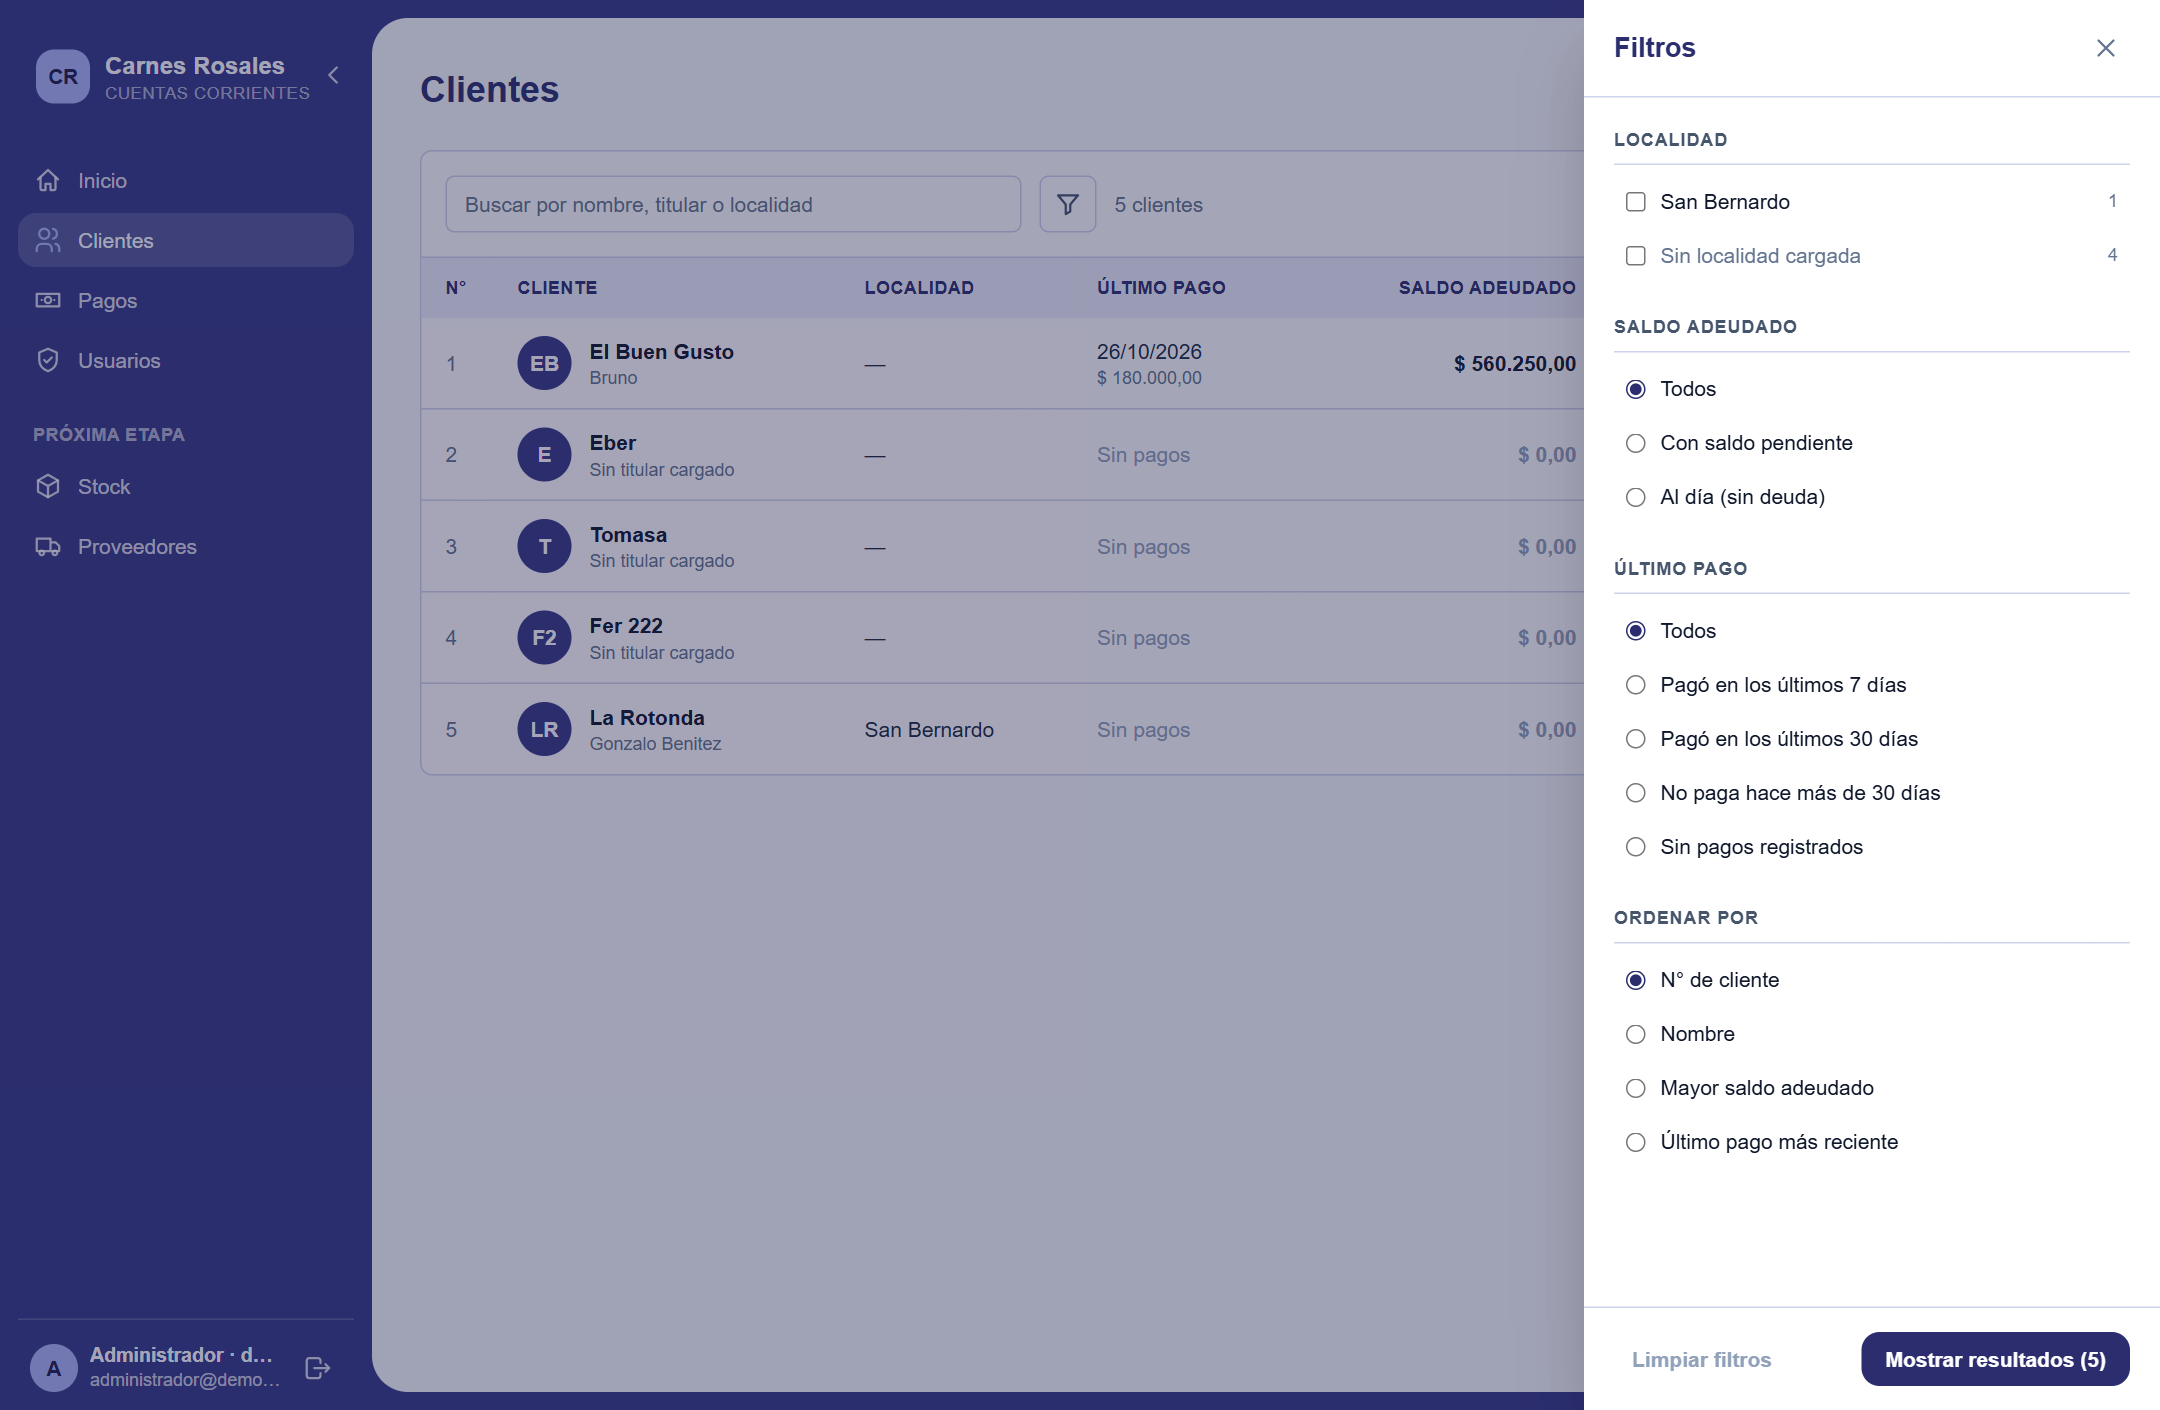 CR
Carnes Rosales
CUENTAS CORRIENTES
Inicio
Clientes
Pagos
Usuarios
PRÓXIMA ETAPA
Stock
Proveedores
A
Administrador · d...
administrador@demo...
Clientes
Buscar por nombre, titular o localidad
5 clientes
N° CLIENTE LOCALIDAD ÚLTIMO PAGO SALDO ADEUDADO
1 EB El Buen Gusto — 26/10/2026 $ 560.250,00
Bruno $ 180.000,00
2 E Eber — Sin pagos $ 0,00
Sin titular cargado
3 T Tomasa — Sin pagos $ 0,00
Sin titular cargado
4 F2 Fer 222 — Sin pagos $ 0,00
Sin titular cargado
5 LR La Rotonda San Bernardo Sin pagos $ 0,00
Gonzalo Benitez
Filtros
LOCALIDAD
San Bernardo 1
Sin localidad cargada 4
SALDO ADEUDADO
Todos
Con saldo pendiente
Al día (sin deuda)
ÚLTIMO PAGO
Todos
Pagó en los últimos 7 días
Pagó en los últimos 30 días
No paga hace más de 30 días
Sin pagos registrados
ORDENAR POR
N° de cliente
Nombre
Mayor saldo adeudado
Último pago más reciente
Limpiar filtros
Mostrar resultados (5)